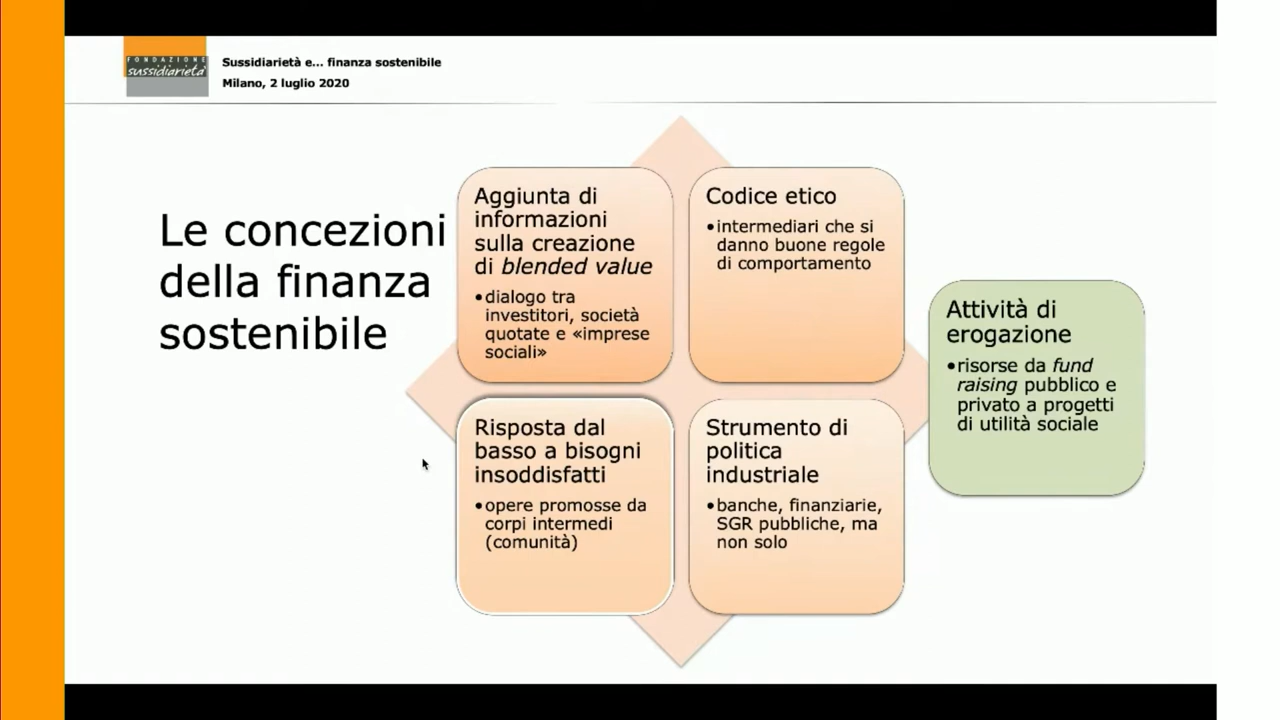 FONDAZIONE
sussidiarietà
Sussidiarietà e... finanza sostenibile
Milano, 2 luglio 2020
Le concezioni
della finanza
sostenibile
Aggiunta di
informazioni
sulla creazione
di blended value
•dialogo tra
investitori, società
quotate e «imprese
sociali»
Codice etico
•intermediari che si
danno buone regole
di comportamento
Risposta dal
basso a bisogni
insoddisfatti
•opere promosse da
corpi intermedi
(comunità)
Strumento di
politica
industriale
•banche, finanziarie,
SGR pubbliche, ma
non solo
Attività di
erogazione
•risorse da fund
raising pubblico e
privato a progetti
di utilità sociale